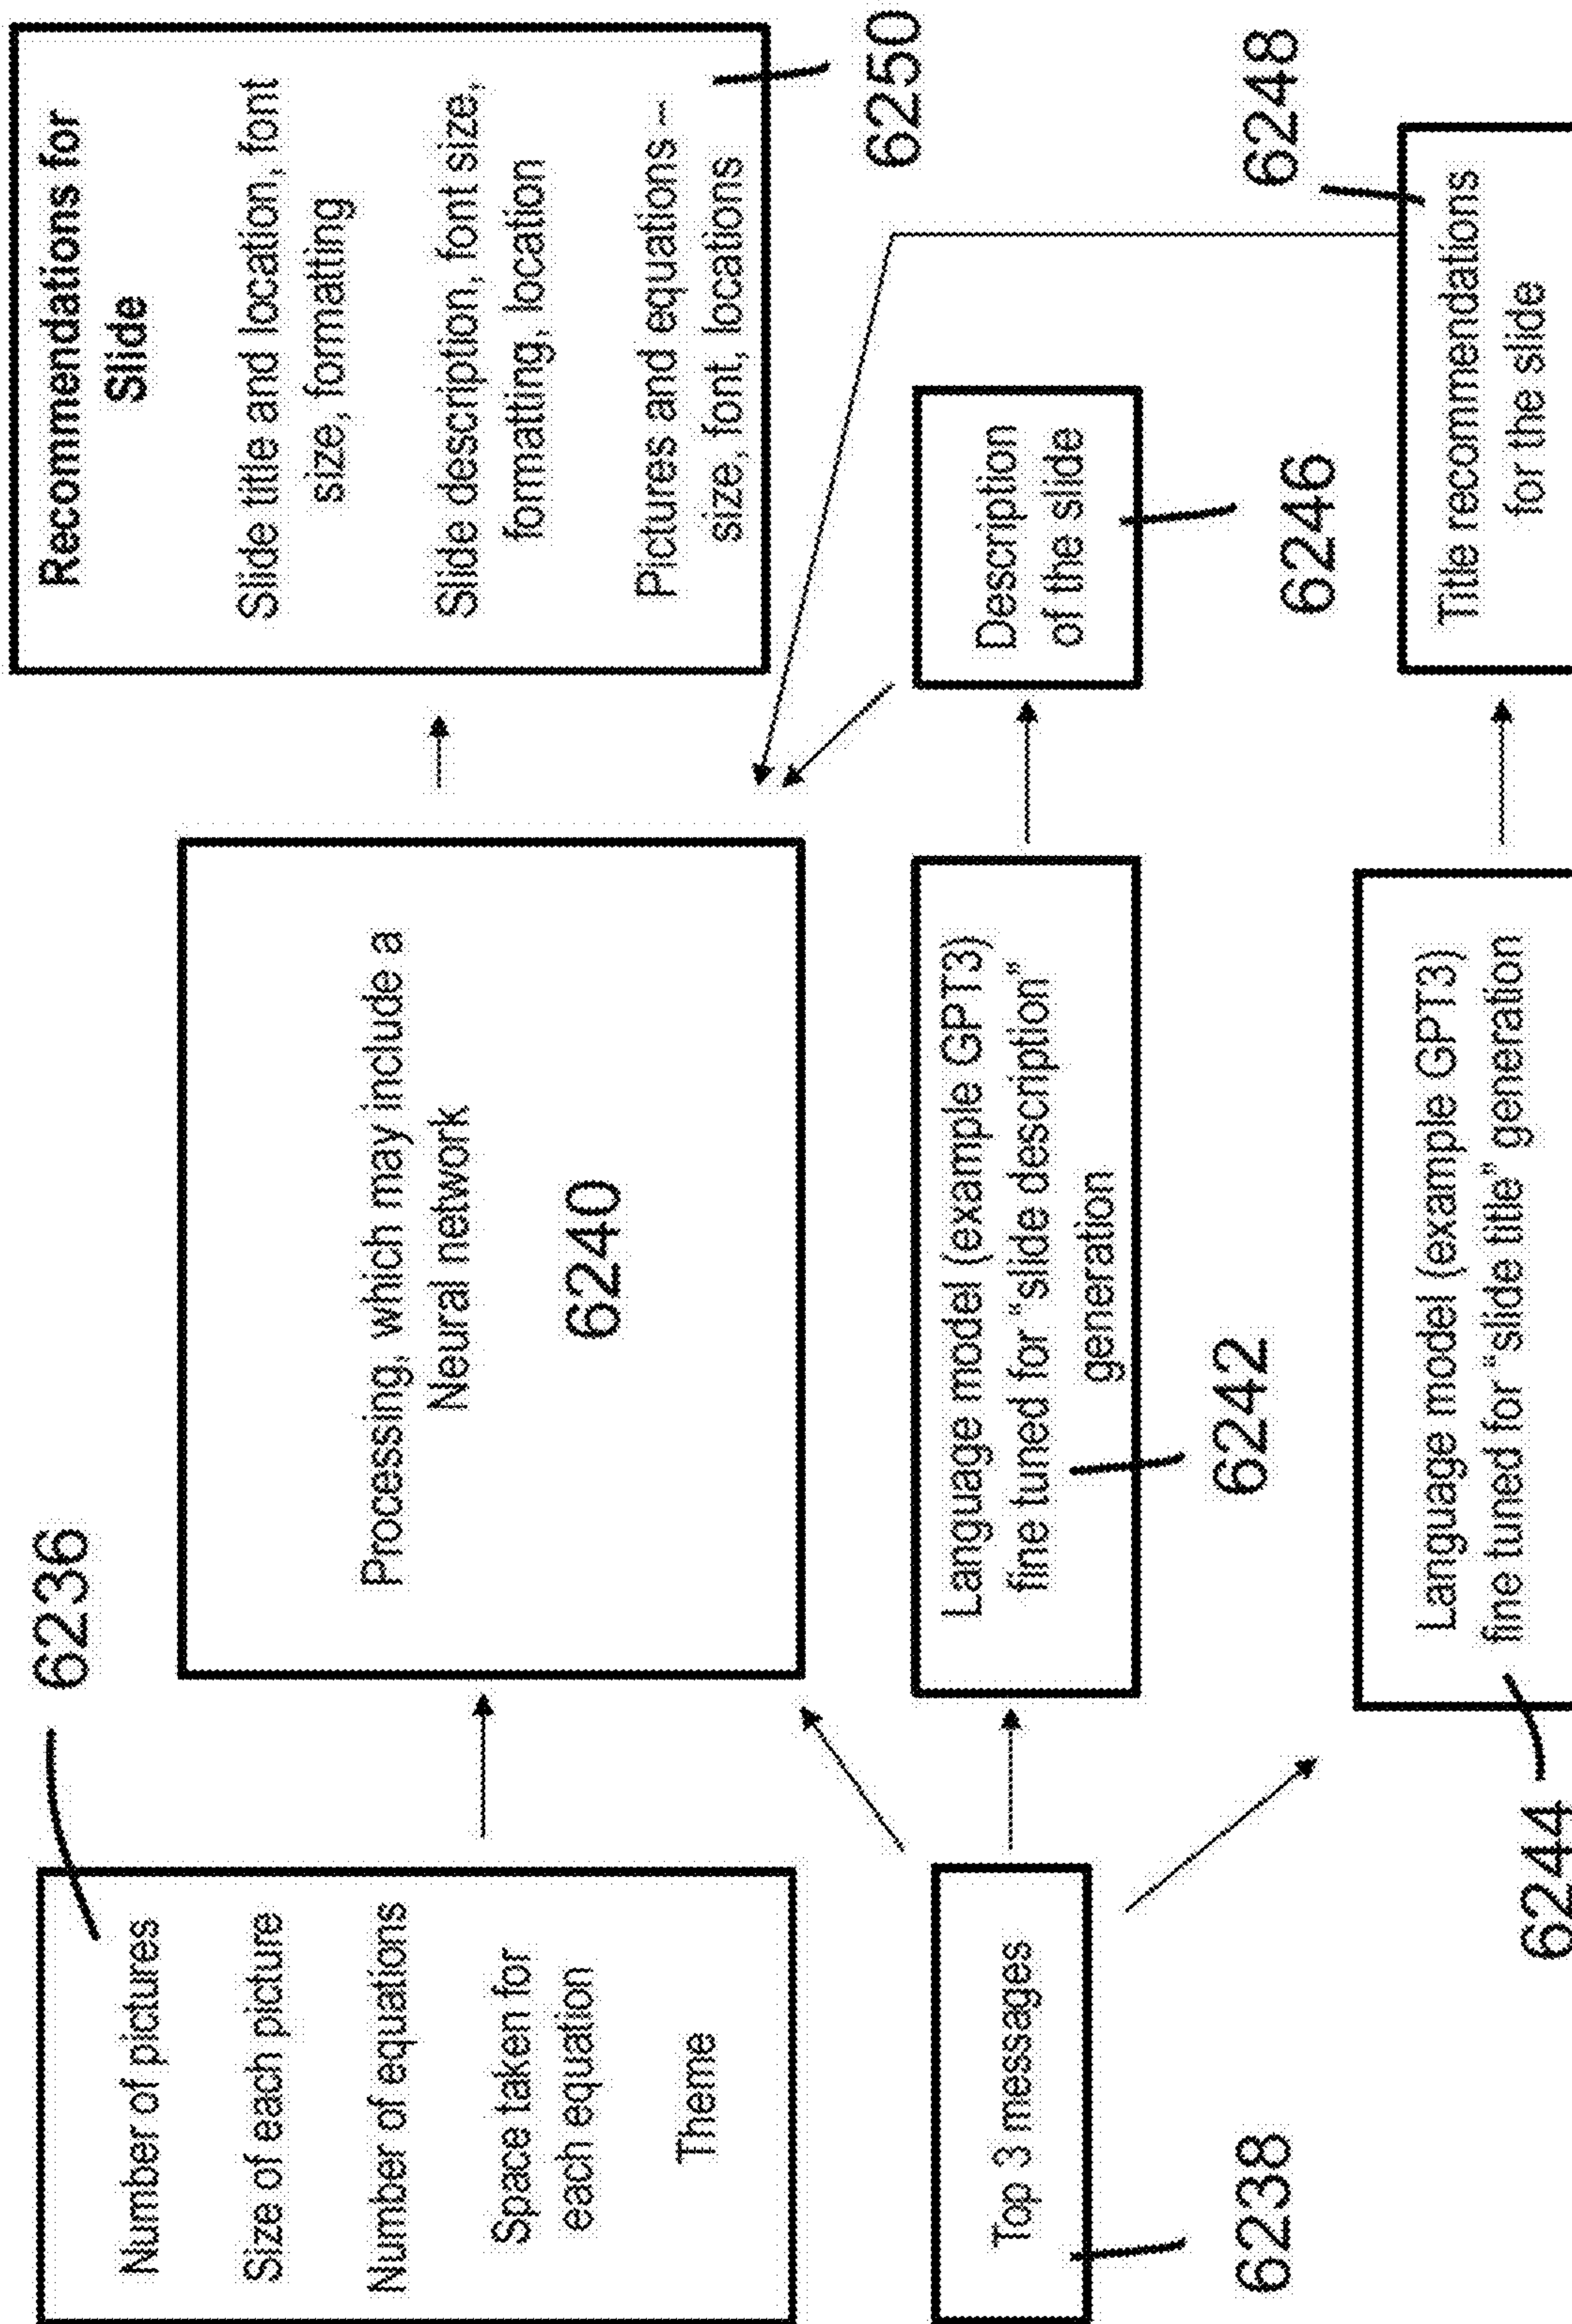 6236
Number of pictures
Size of each picture
Number of equations
Space taken for
each equation
Theme
Processing, which may include a
Neural network
6240
Recommendations for
Slide
Slide title and location, font
size, formatting
Slide description, font size,
formatting, location
Pictures and equations –
size, font, locations
6250
Top 3 messages
6238
Language model (example GPT3)
fine tuned for "slide description"
generation
6242
Description
of the slide
6246
Language model (example GPT3)
fine tuned for "slide title" generation
6244
Title recommendations
for the slide
6248